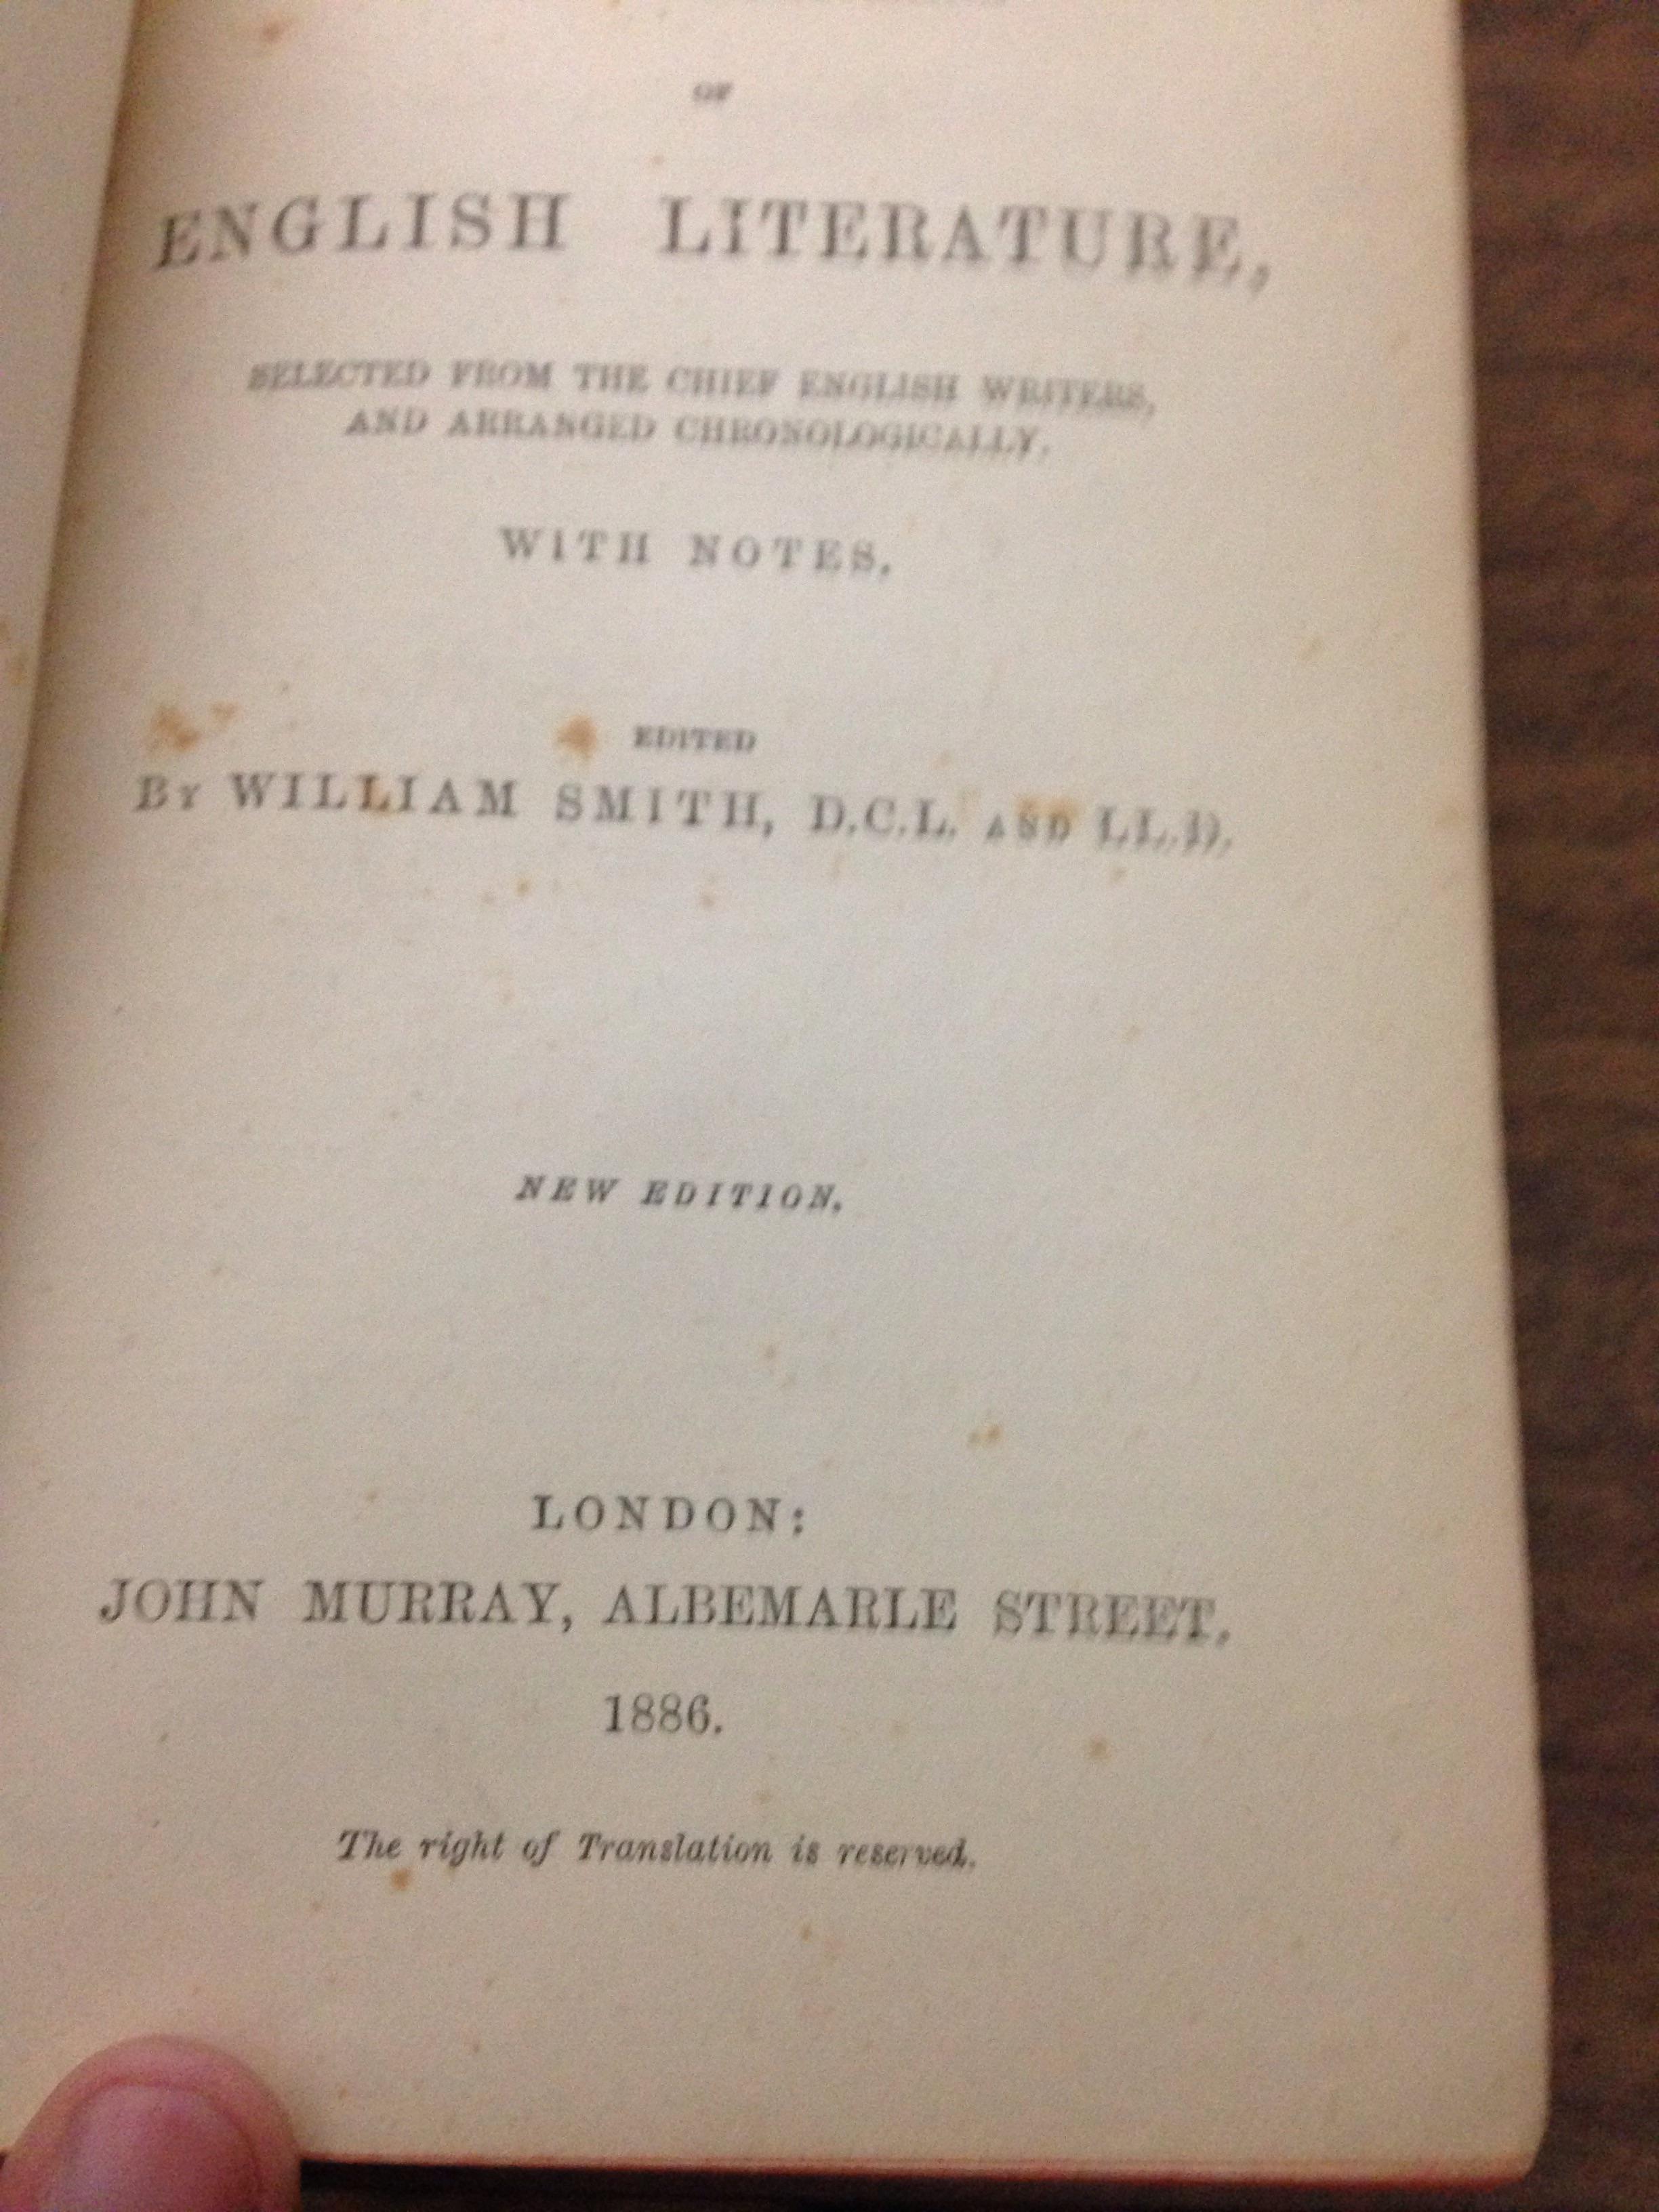 OF
ENGLISH LITERATURE,
SELECTED FROM THE CHIEF ENGLISH WRITERS,
AND ARRANGED CHRONOLOGICALLY.
WITH NOTES.
EDITED
BY WILLIAM SMITH, D.C.L. AND LL.D.
NEW EDITION.
LONDON:
JOHN MURRAY, ALBEMARLE STREET.
1886.
The right of Translation is reserved.